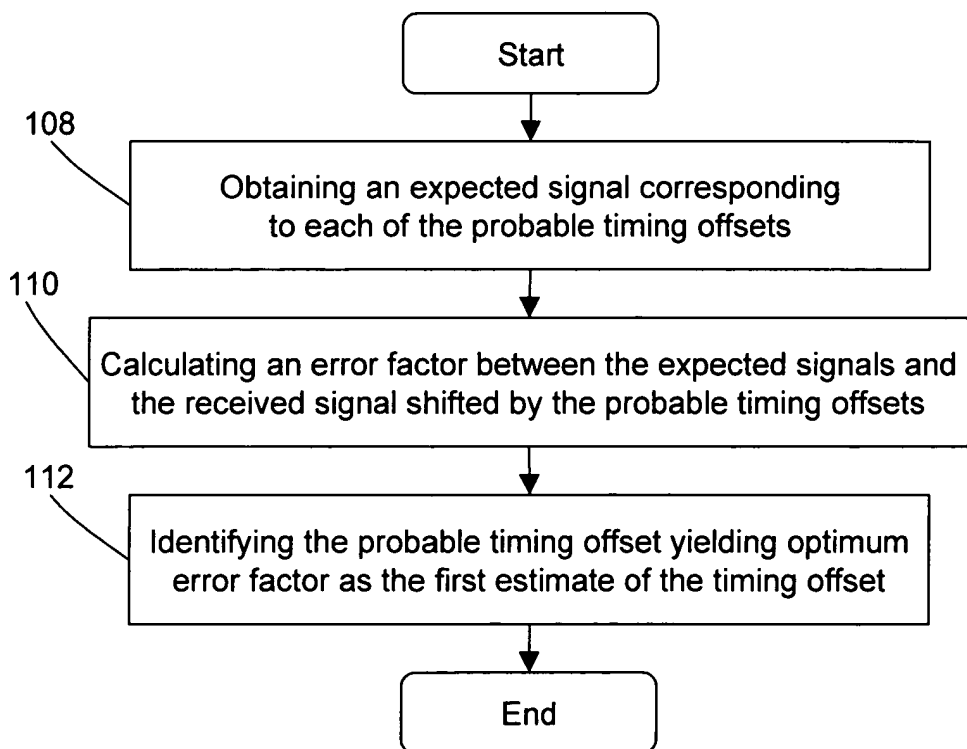 Start
108
Obtaining an expected signal corresponding
to each of the probable timing offsets
110
Calculating an error factor between the expected signals and
the received signal shifted by the probable timing offsets
112
Identifying the probable timing offset yielding optimum
error factor as the first estimate of the timing offset
End